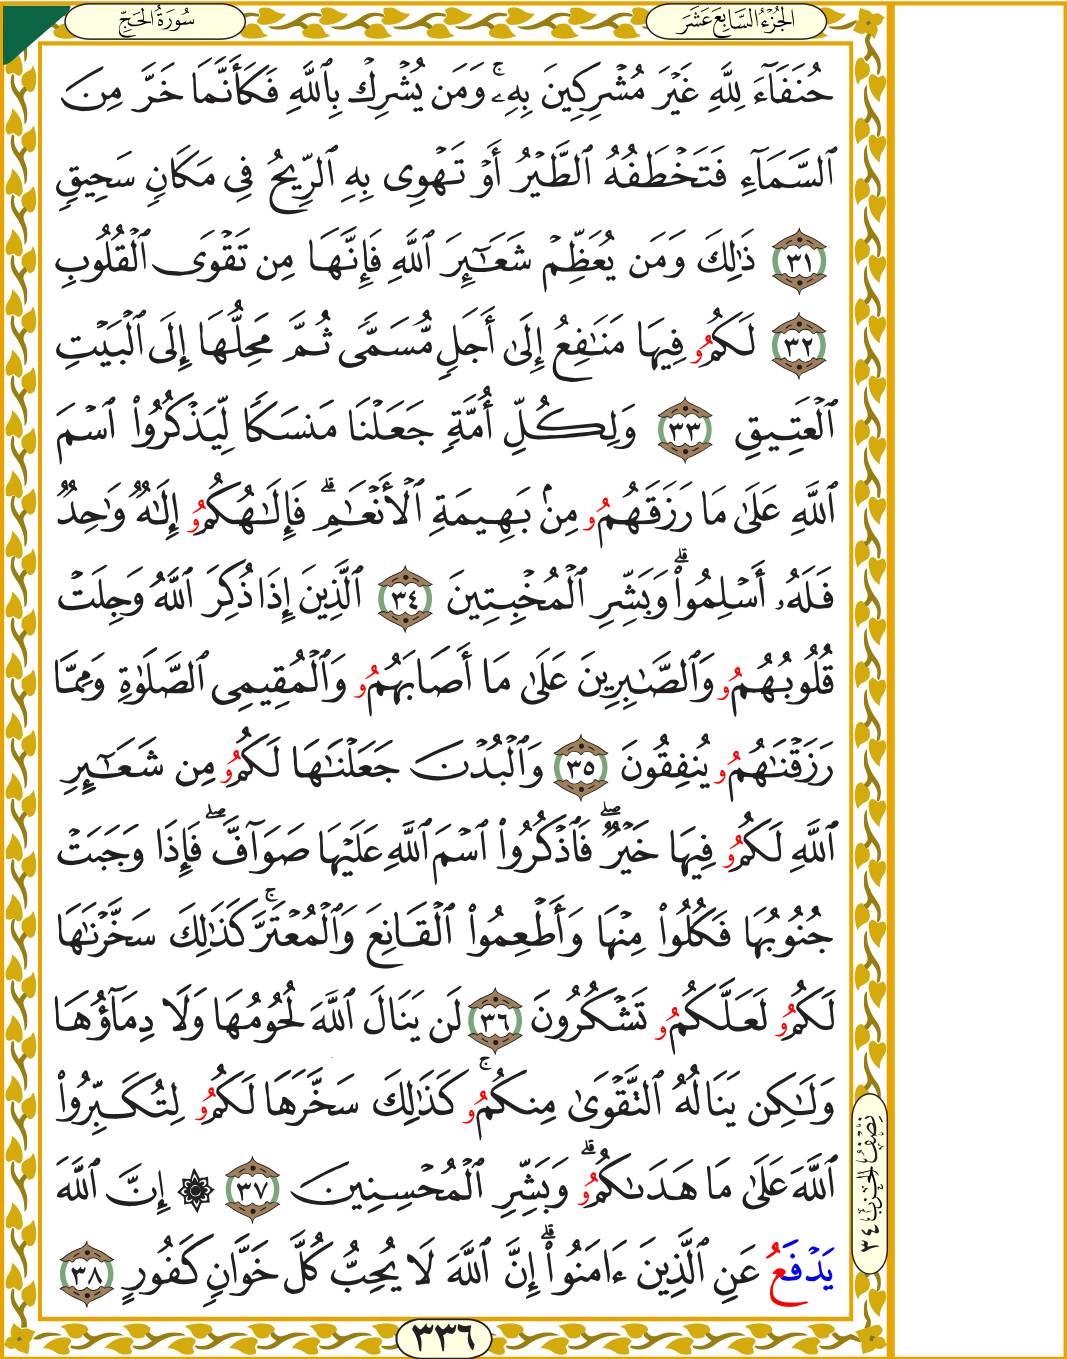 الجُزْءُ السَّابِعَ عَشَرَ
سُورَةُ الحَجِّ
حُنَفَآءَ لِلَّهِ غَيْرَ مُشْرِكِينَ بِهِۦۚ وَمَن يُشْرِكْ بِٱللَّهِ فَكَأَنَّمَا خَرَّ مِنَ
ٱلسَّمَآءِ فَتَخْطَفُهُ ٱلطَّيْرُ أَوْ تَهْوِى بِهِ ٱلرِّيحُ فِى مَكَانٍ سَحِيقٍ
٣١ ذَٰلِكَ وَمَن يُعَظِّمْ شَعَـٰٓئِرَ ٱللَّهِ فَإِنَّهَا مِن تَقْوَى ٱلْقُلُوبِ
٣٢ لَكُمُۥ فِيهَا مَنَـٰفِعُ إِلَىٰٓ أَجَلٍ مُّسَمًّى ثُمَّ مَحِلُّهَا إِلَى ٱلْبَيْتِ
ٱلْعَتِيقِ ٣٣ وَلِكُلِّ أُمَّةٍ جَعَلْنَا مَنسَكًا لِّيَذْكُرُوا۟ ٱسْمَ
ٱللَّهِ عَلَىٰ مَا رَزَقَهُمُۥ مِنۢ بَهِيمَةِ ٱلْأَنْعَـٰمِۗ فَإِلَـٰهُكُمُۥ إِلَـٰهٌ وَٰحِدٌ
فَلَهُۥ أَسْلِمُوا۟ۗ وَبَشِّرِ ٱلْمُخْبِتِينَ ٣٤ ٱلَّذِينَ إِذَا ذُكِرَ ٱللَّهُ وَجِلَتْ
قُلُوبُهُمُۥ وَٱلصَّـٰبِرِينَ عَلَىٰ مَا أَصَابَهُمُۥ وَٱلْمُقِيمِى ٱلصَّلَوٰةِ وَمِمَّا
رَزَقْنَـٰهُمُۥ يُنفِقُونَ ٣٥ وَٱلْبُدْنَ جَعَلْنَـٰهَا لَكُمُۥ مِن شَعَـٰٓئِرِ
ٱللَّهِ لَكُمُۥ فِيهَا خَيْرٌۖ فَٱذْكُرُوا۟ ٱسْمَ ٱللَّهِ عَلَيْهَا صَوَآفَّۖ فَإِذَا وَجَبَتْ
جُنُوبُهَا فَكُلُوا۟ مِنْهَا وَأَطْعِمُوا۟ ٱلْقَانِعَ وَٱلْمُعْتَرَّۚ كَذَٰلِكَ سَخَّرْنَـٰهَا
لَكُمُۥ لَعَلَّكُمُۥ تَشْكُرُونَ ٣٦ لَن يَنَالَ ٱللَّهَ لُحُومُهَا وَلَا دِمَآؤُهَا
وَلَـٰكِن يَنَالُهُ ٱلتَّقْوَىٰ مِنكُمُۥۚ كَذَٰلِكَ سَخَّرَهَا لَكُمُۥ لِتُكَبِّرُوا۟
ٱللَّهَ عَلَىٰ مَا هَدَىٰكُمُۥۗ وَبَشِّرِ ٱلْمُحْسِنِينَ ٣٧ ۞ إِنَّ ٱللَّهَ
يَدْفَعُ عَنِ ٱلَّذِينَ ءَامَنُوا۟ۗ إِنَّ ٱللَّهَ لَا يُحِبُّ كُلَّ خَوَّانٍ كَفُورٍ ٣٨
نصف الحزب ٣٤
٣٣٦